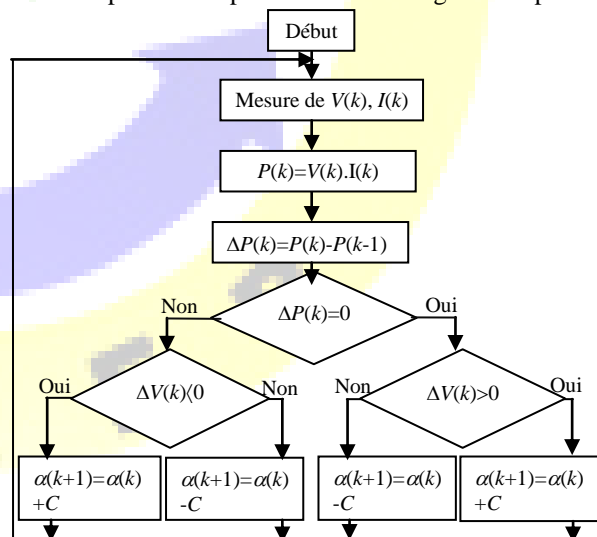 Début
Mesure de V(k), I(k)
P(k)=V(k).I(k)
ΔP(k)=P(k)-P(k-1)
Non
ΔP(k)=0
Oui
Oui
ΔV(k)⟨0
Non
Non
ΔV(k)>0
Oui
α(k+1)=α(k)
+C
α(k+1)=α(k)
-C
α(k+1)=α(k)
-C
α(k+1)=α(k)
+C